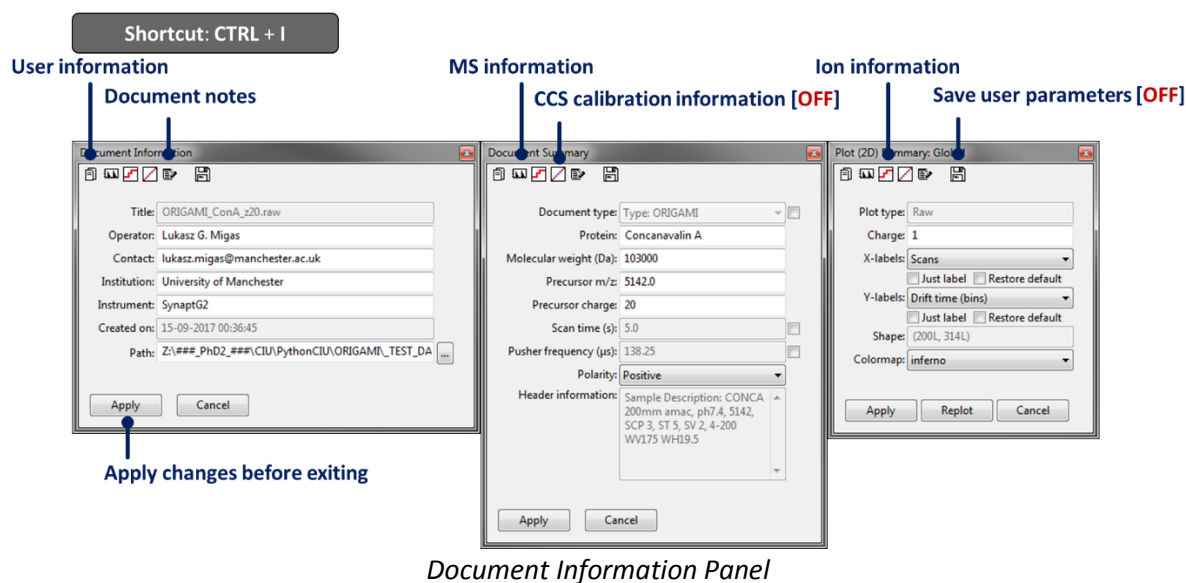 Shortcut: CTRL + I
User information
MS information
Ion information
Document notes
CCS calibration information [OFF]
Save user parameters [OFF]
Title: ORIGAMI_ConA_z20.raw
Operator: Lukasz G. Migas
Contact: lukasz.migas@manchester.ac.uk
Institution: University of Manchester
Instrument: SynaptG2
Created on: 15-09-2017 00:36:45
Path: Z:\###_PhD2_###\CIU\PythonCIU\ORIGAMI\_TEST_DA ...
Apply Cancel
Apply changes before exiting
Document Summary
Document type: Type: ORIGAMI
Protein: Concanavalin A
Molecular weight (Da): 103000
Precursor m/z: 5142.0
Precursor charge: 20
Scan time (s): 5.0
Pusher frequency (μs): 138.25
Polarity: Positive
Header information: Sample Description: CONCA
200mm amac, ph7.4, 5142,
SCP 3, ST 5, SV 2, 4-200
WV175 WH19.5
Apply Cancel
Plot (2D) Summary:
Plot type: Raw
Charge: 1
X-labels: Scans
Just label Restore default
Y-labels: Drift time (bins)
Just label Restore default
Shape: (200L, 314L)
Colormap: inferno
Apply Replot Cancel
Document Information Panel